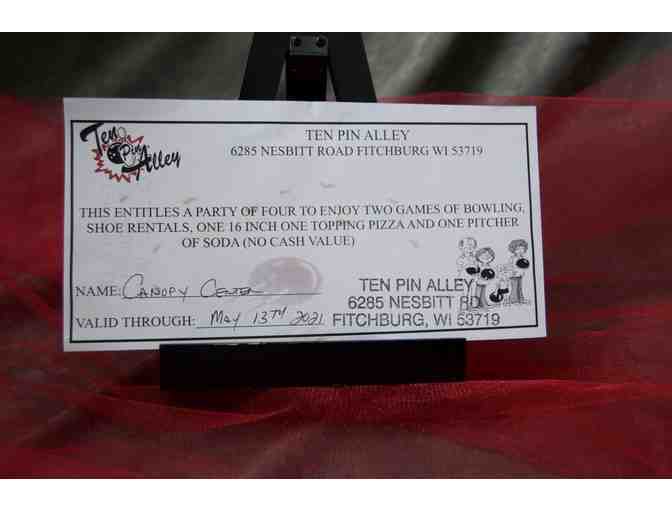 Ten Pin Alley
TEN PIN ALLEY
6285 NESBITT ROAD FITCHBURG WI 53719
THIS ENTITLES A PARTY OF FOUR TO ENJOY TWO GAMES OF BOWLING,
SHOE RENTALS, ONE 16 INCH ONE TOPPING PIZZA AND ONE PITCHER
OF SODA (NO CASH VALUE)
NAME: CANOPY CENTER
VALID THROUGH: MAY 13TH 2021
TEN PIN ALLEY
6285 NESBITT RD
FITCHBURG, WI 53719